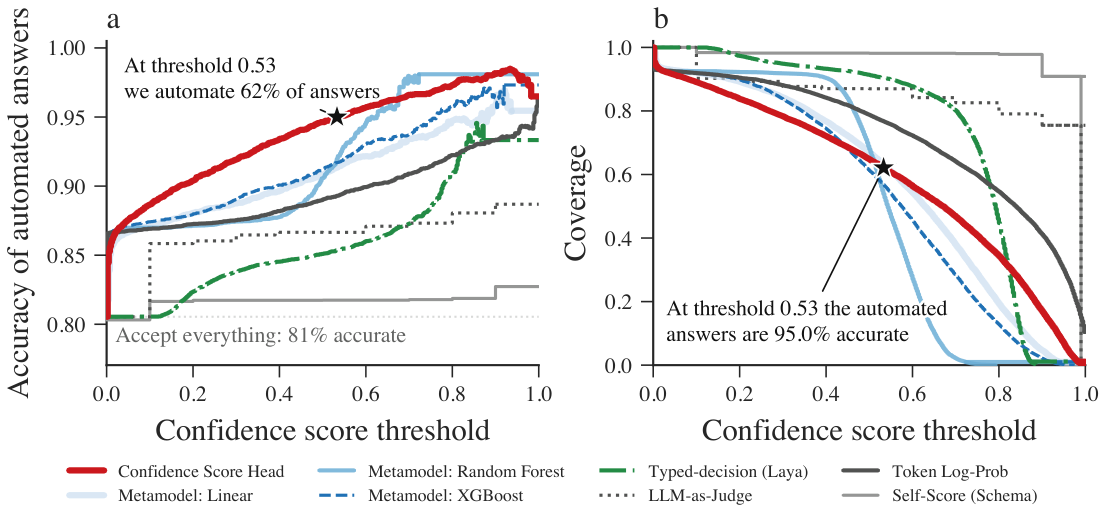 a
Accuracy of automated answers
1.00
0.95
0.90
0.85
0.80
At threshold 0.53
we automate 62% of answers
Accept everything: 81% accurate
0.0 0.2 0.4 0.6 0.8 1.0
Confidence score threshold
b
Coverage
1.0
0.8
0.6
0.4
0.2
0.0
At threshold 0.53 the automated
answers are 95.0% accurate
0.0 0.2 0.4 0.6 0.8 1.0
Confidence score threshold
Confidence Score Head Metamodel: Random Forest Typed-decision (Laya) Token Log-Prob
Metamodel: Linear Metamodel: XGBoost LLM-as-Judge Self-Score (Schema)